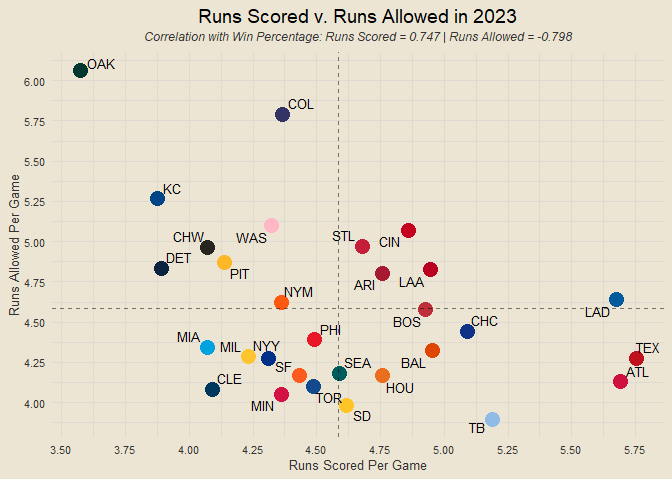 Runs Scored v. Runs Allowed in 2023
Correlation with Win Percentage: Runs Scored = 0.747 | Runs Allowed = -0.798
OAK
6.00
COL
5.75
5.50
KC
5.25
WAS
STL
CIN
CHW
5.00
DET
PIT
ARI
LAA
4.75
NYM
LAD
BOS
CHC
4.50
PHI
MIA
MIL
NYY
BAL
TEX
4.25
SF
SEA
HOU
ATL
CLE
MIN
TOR
SD
4.00
TB
Runs Allowed Per Game
3.50
3.75
4.00
4.25
4.50
4.75
5.00
5.25
5.50
5.75
Runs Scored Per Game